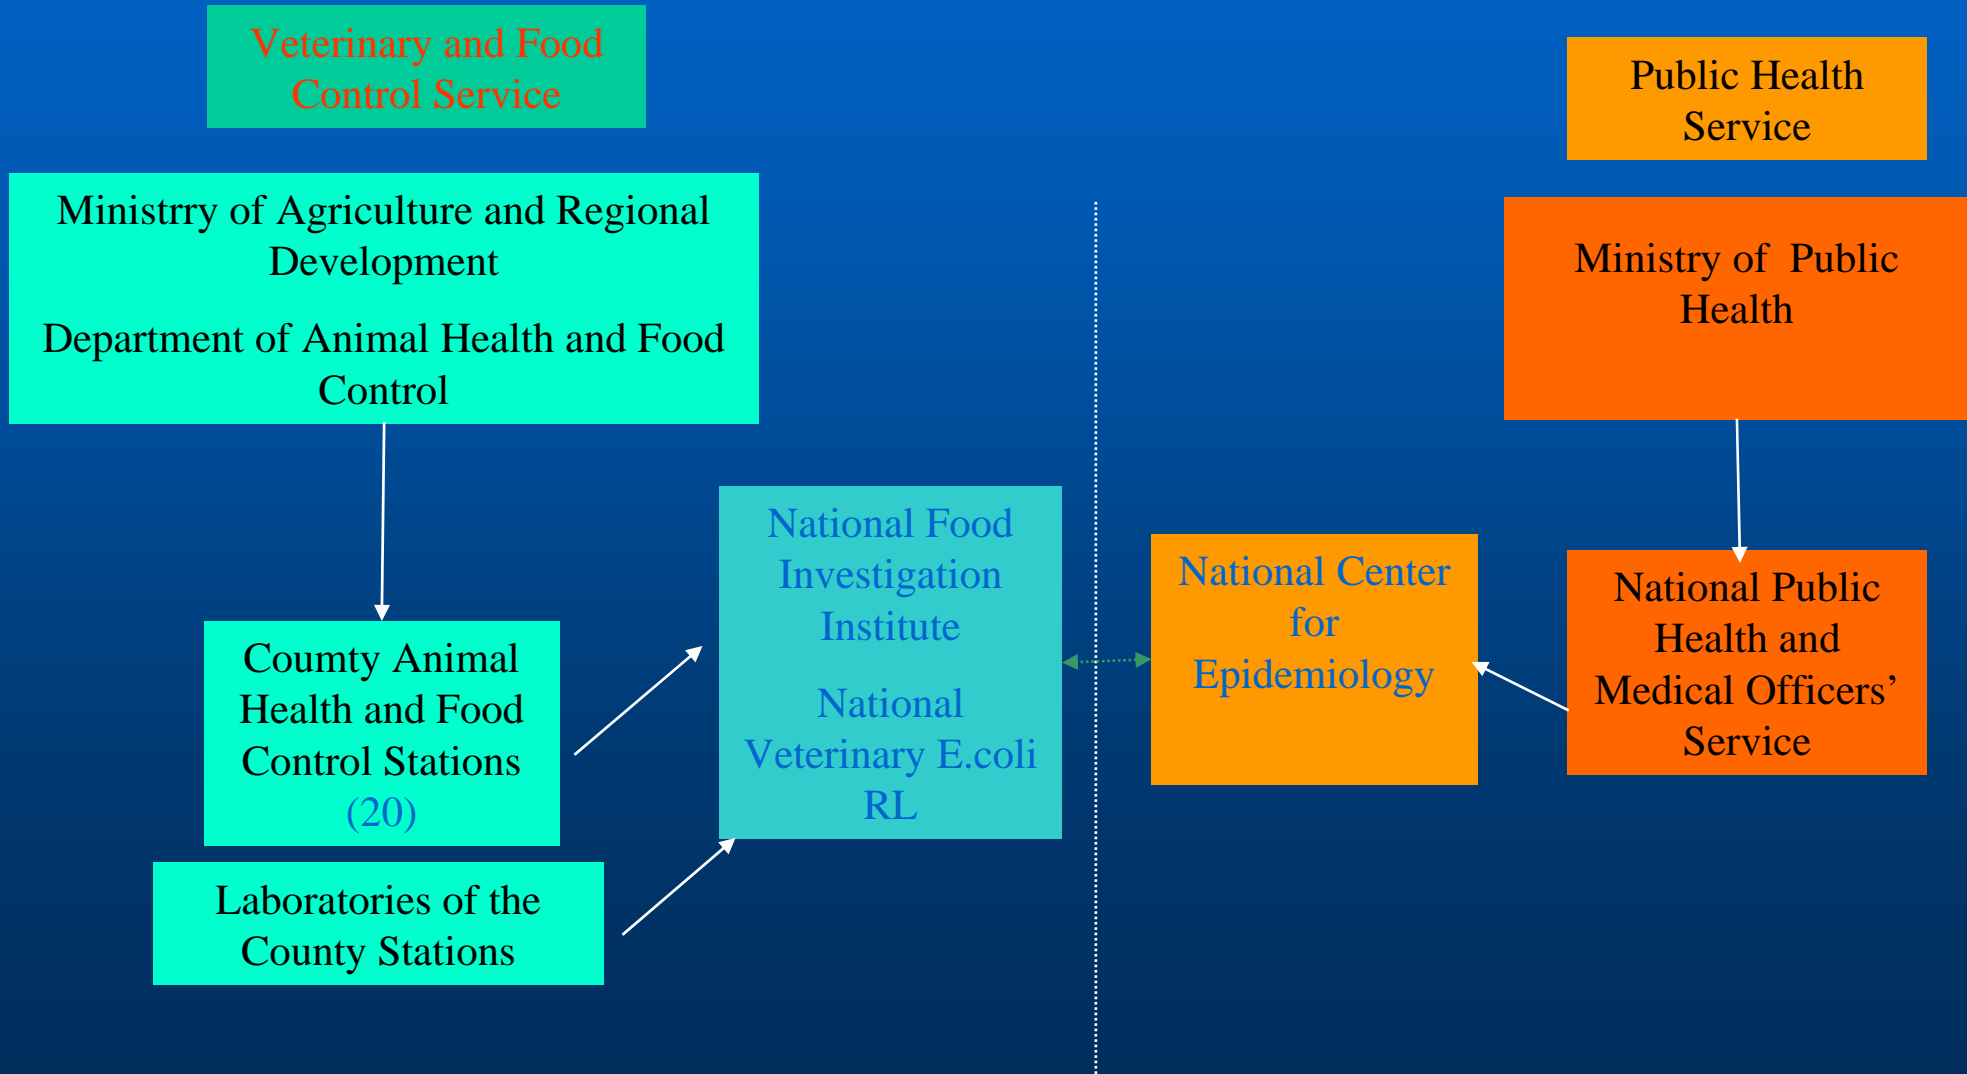 Veterinary and Food
Control Service
Public Health
Service
Ministrry of Agriculture and Regional
Development
Department of Animal Health and Food
Control
Ministry of Public
Health
National Food
Investigation
Institute
National
Veterinary E.coli
RL
National Center
for
Epidemiology
National Public
Health and
Medical Officers’
Service
Coumty Animal
Health and Food
Control Stations
(20)
Laboratories of the
County Stations